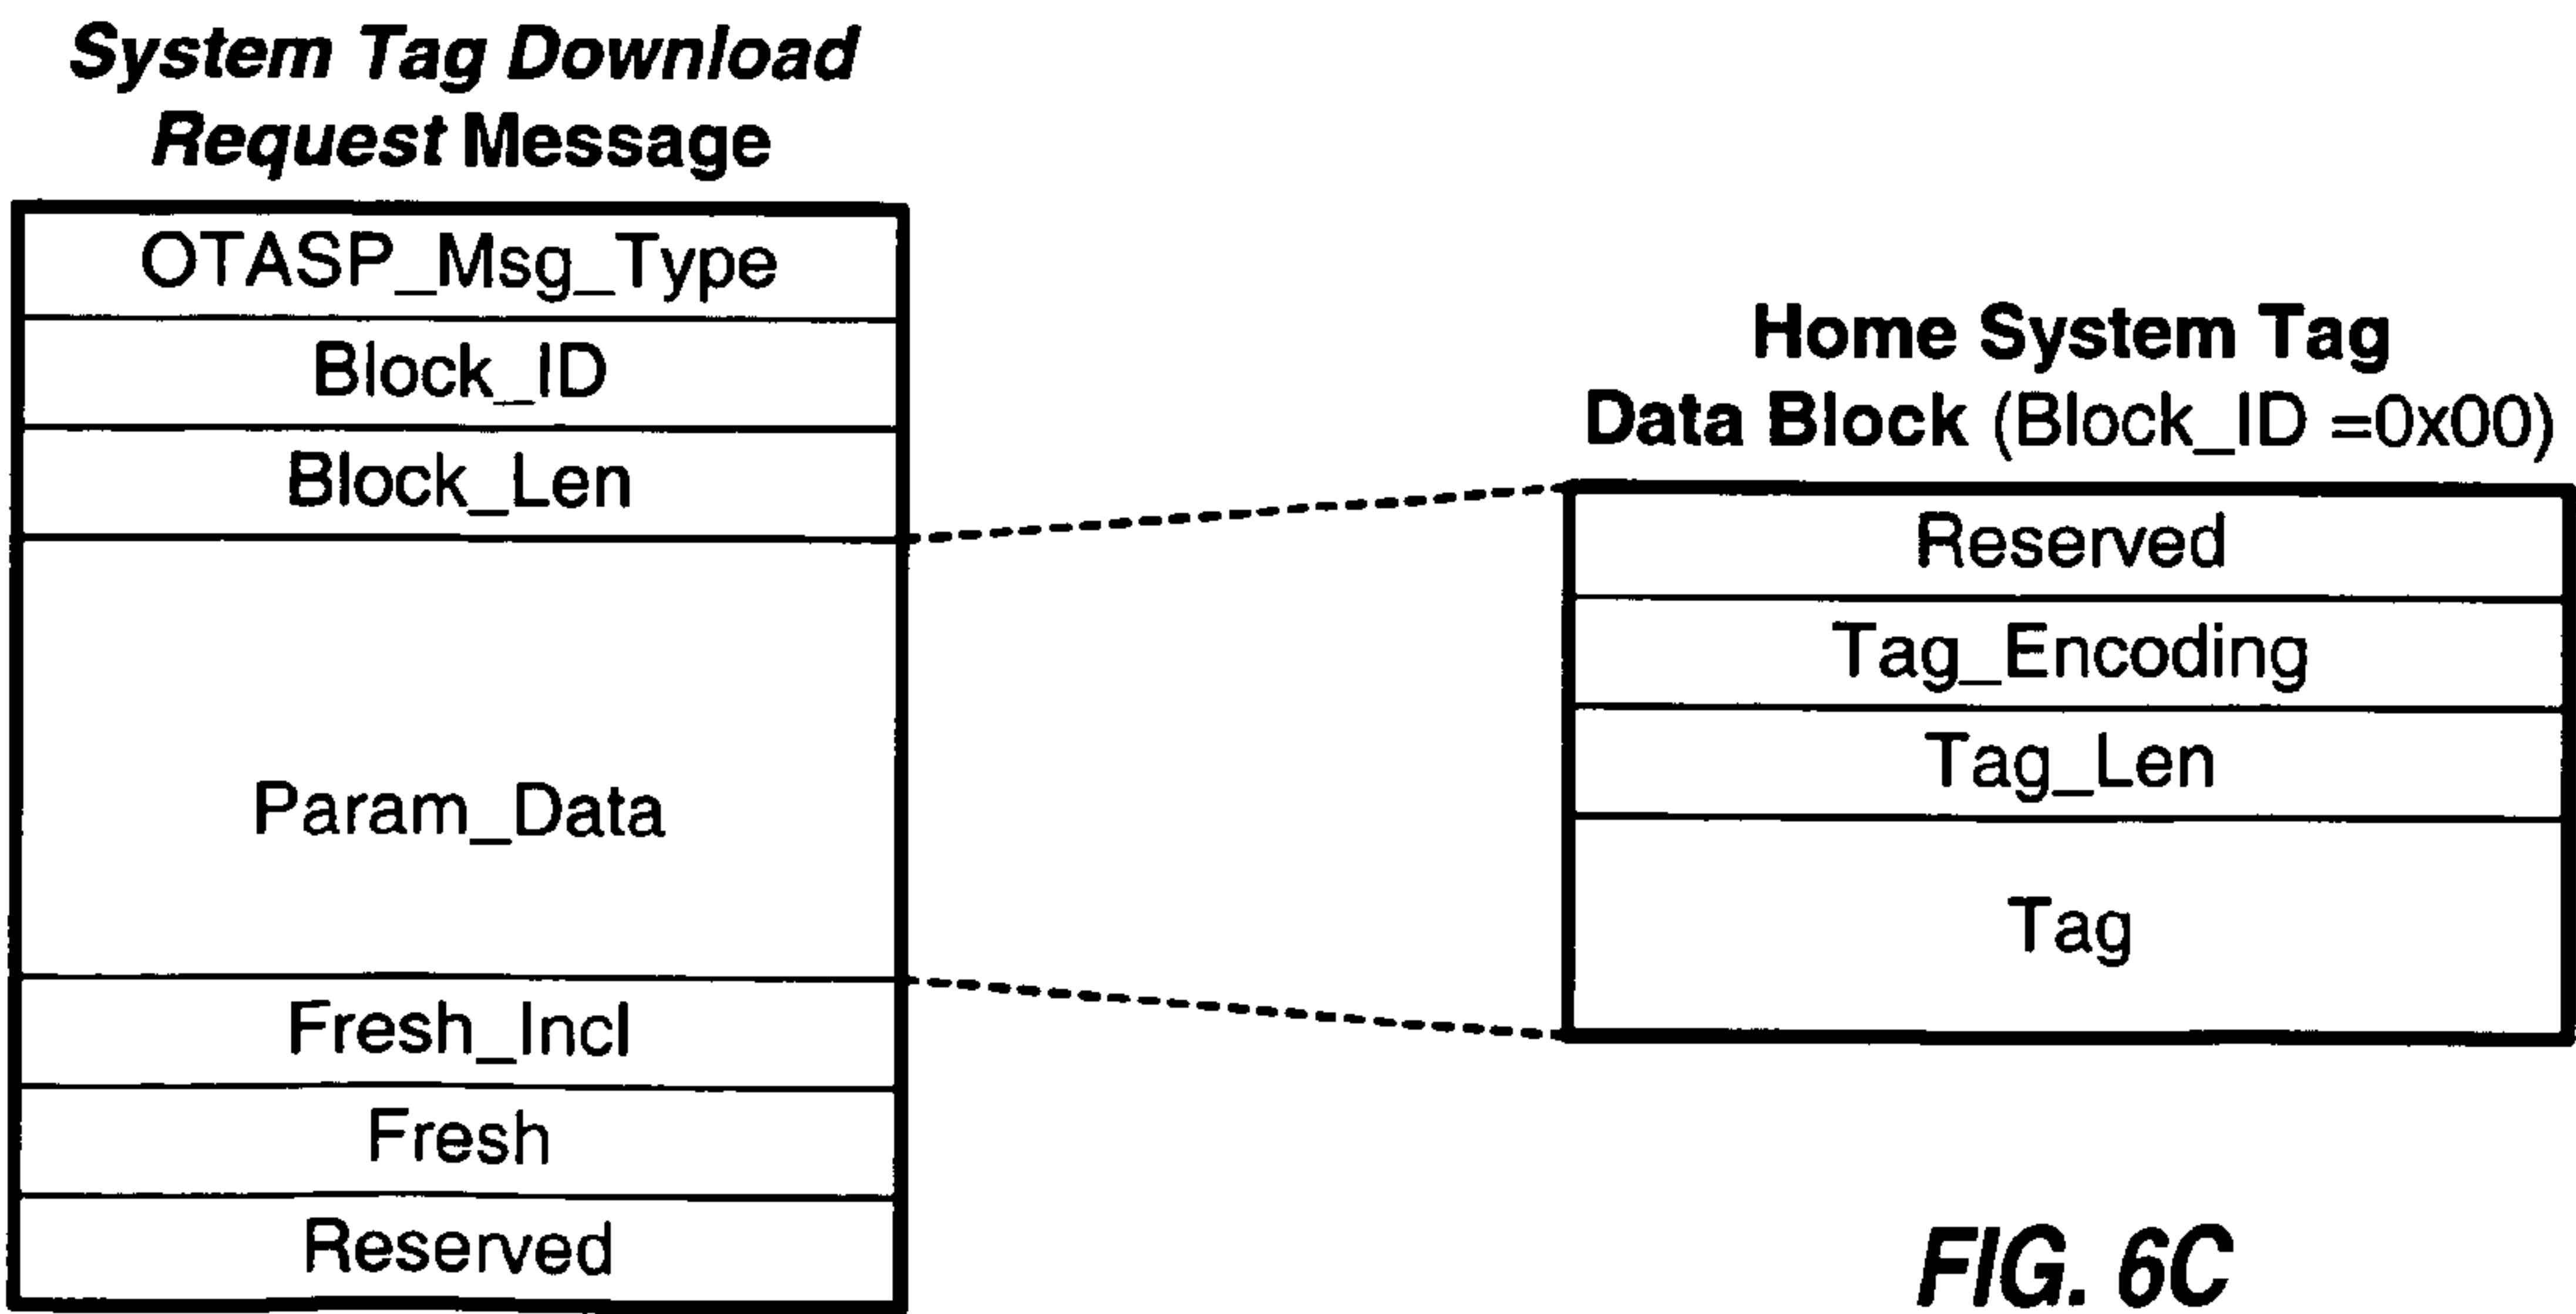 System Tag Download
Request Message
OTASP_Msg_Type
Block_ID
Block_Len
Param_Data
Fresh_Incl
Fresh
Reserved
Home System Tag
Data Block (Block_ID =0x00)
Reserved
Tag_Encoding
Tag_Len
Tag
FIG. 6C